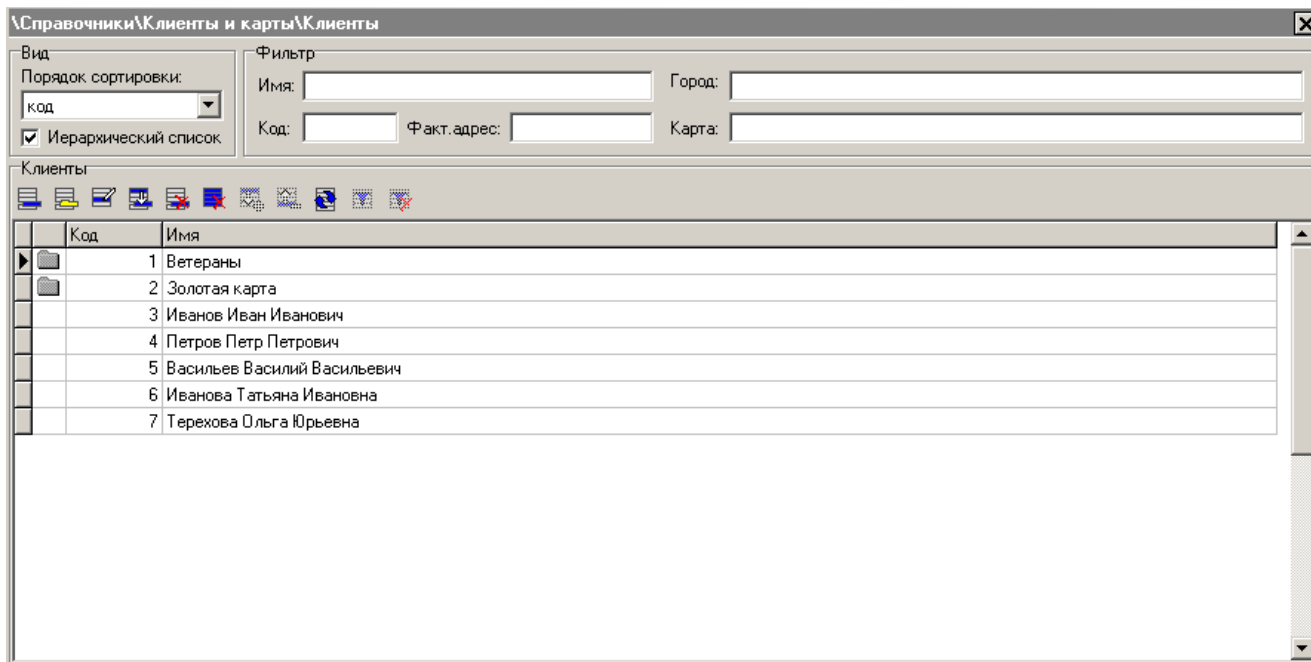 \Справочники\Клиенты и карты\Клиенты
Вид
Фильтр
Порядок сортировки:
Имя:
Город:
код
Иерархический список
Код:
Факт.адрес:
Карта:
Клиенты
Код Имя
1 Ветераны
2 Золотая карта
3 Иванов Иван Иванович
4 Петров Петр Петрович
5 Васильев Василий Васильевич
6 Иванова Татьяна Ивановна
7 Терехова Ольга Юрьевна